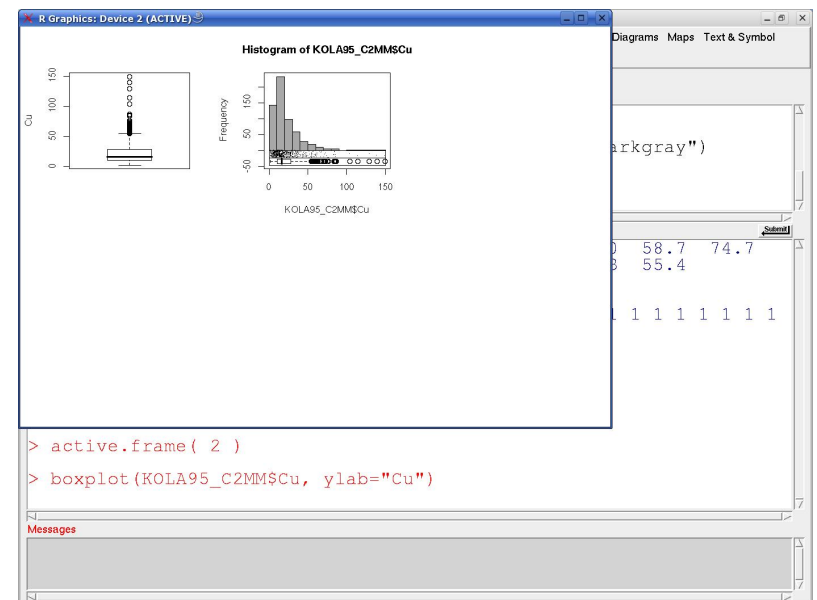 R Graphics: Device 2 (ACTIVE)
Diagrams Maps Text & Symbol
Histogram of KOLA95_C2MM$Cu
Cu
0 50 100 150
Frequency
-50 50 150
0 50 100 150
KOLA95_C2MM$Cu
arkgray")
Submit
58.7 74.7
55.4
1 1 1 1 1 1 1
> active.frame( 2 )
> boxplot(KOLA95_C2MM$Cu, ylab="Cu")
Messages